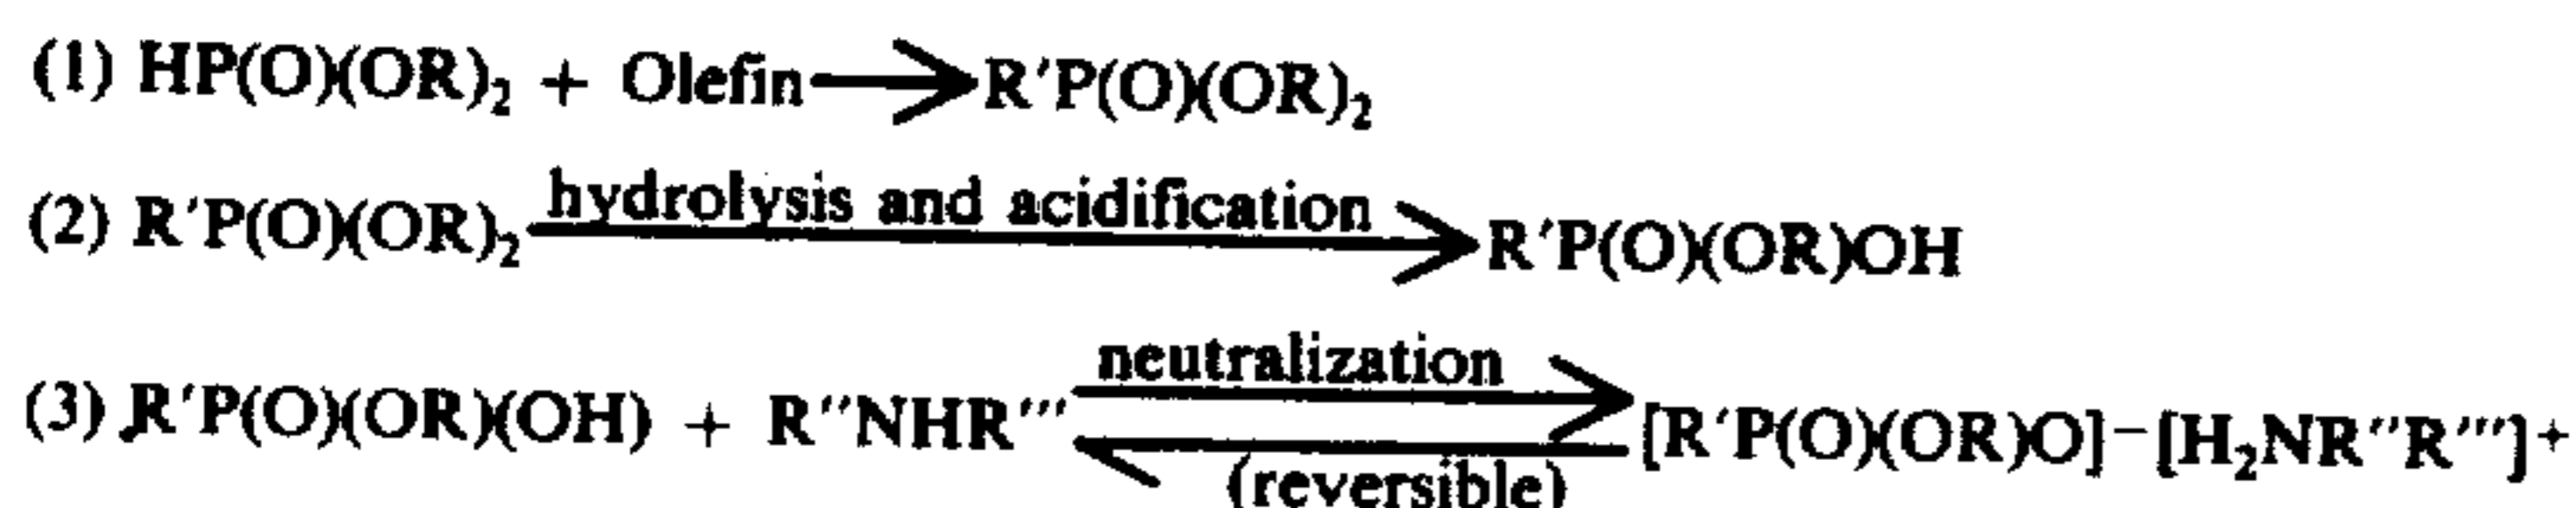 (1) HP(O)(OR)₂ + Olefin⟶R′P(O)(OR)₂
hydrolysis and acidification
(2) R′P(O)(OR)₂⟶R′P(O)(OR)OH
neutralization
(3) R′P(O)(OR)(OH) + R″NHR‴⇌[R′P(O)(OR)O]⁻[H₂NR″R‴]⁺
(reversible)